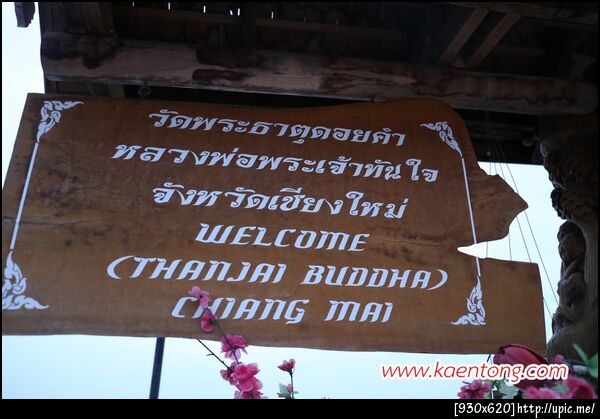 วัดพระธาตุดอยคำ
หลวงพ่อพระเจ้าทันใจ
จังหวัดเชียงใหม่
WELCOME
(THANJAI BUDDHA)
CHIANG MAI
www.kaentong.com
[930x620]http://upic.me/